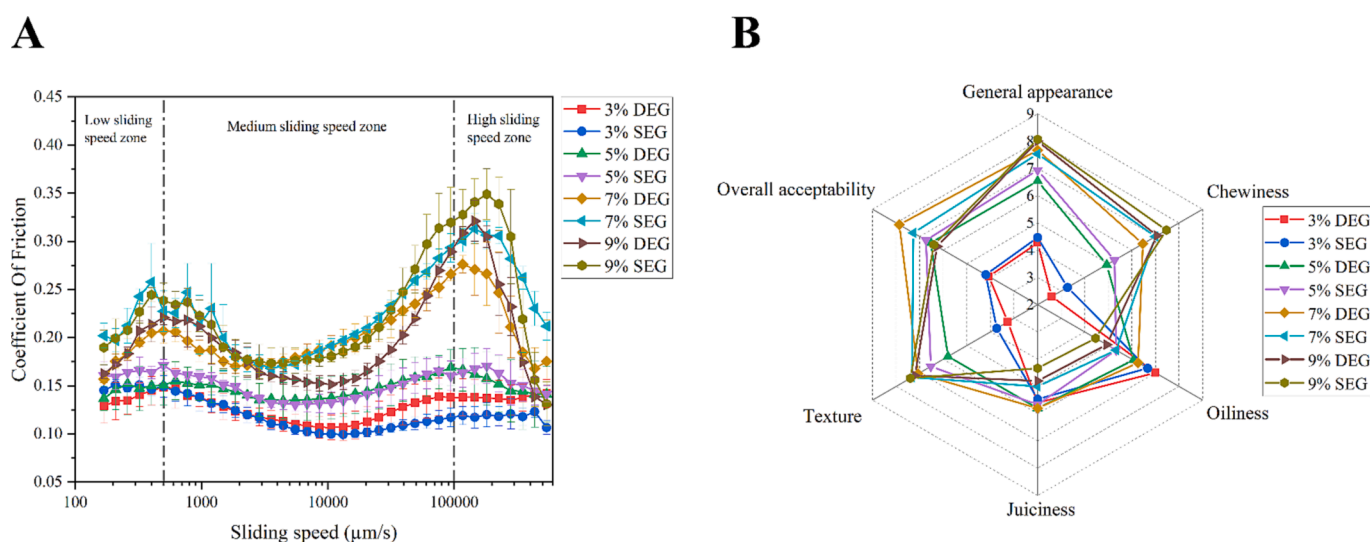 A
B
0.45
0.40
0.35
0.30
0.25
0.20
0.15
0.10
0.05
Coefficient Of Friction
Low sliding
speed zone
Medium sliding speed zone
High sliding
speed zone
100
1000
10000
100000
Sliding speed (µm/s)
3% DEG
3% SEG
5% DEG
5% SEG
7% DEG
7% SEG
9% DEG
9% SEG
General appearance
9
8
7
6
5
4
3
2
Overall acceptability
Chewiness
Texture
Oiliness
Juiciness
3% DEG
3% SEG
5% DEG
5% SEG
7% DEG
7% SEG
9% DEG
9% SEG